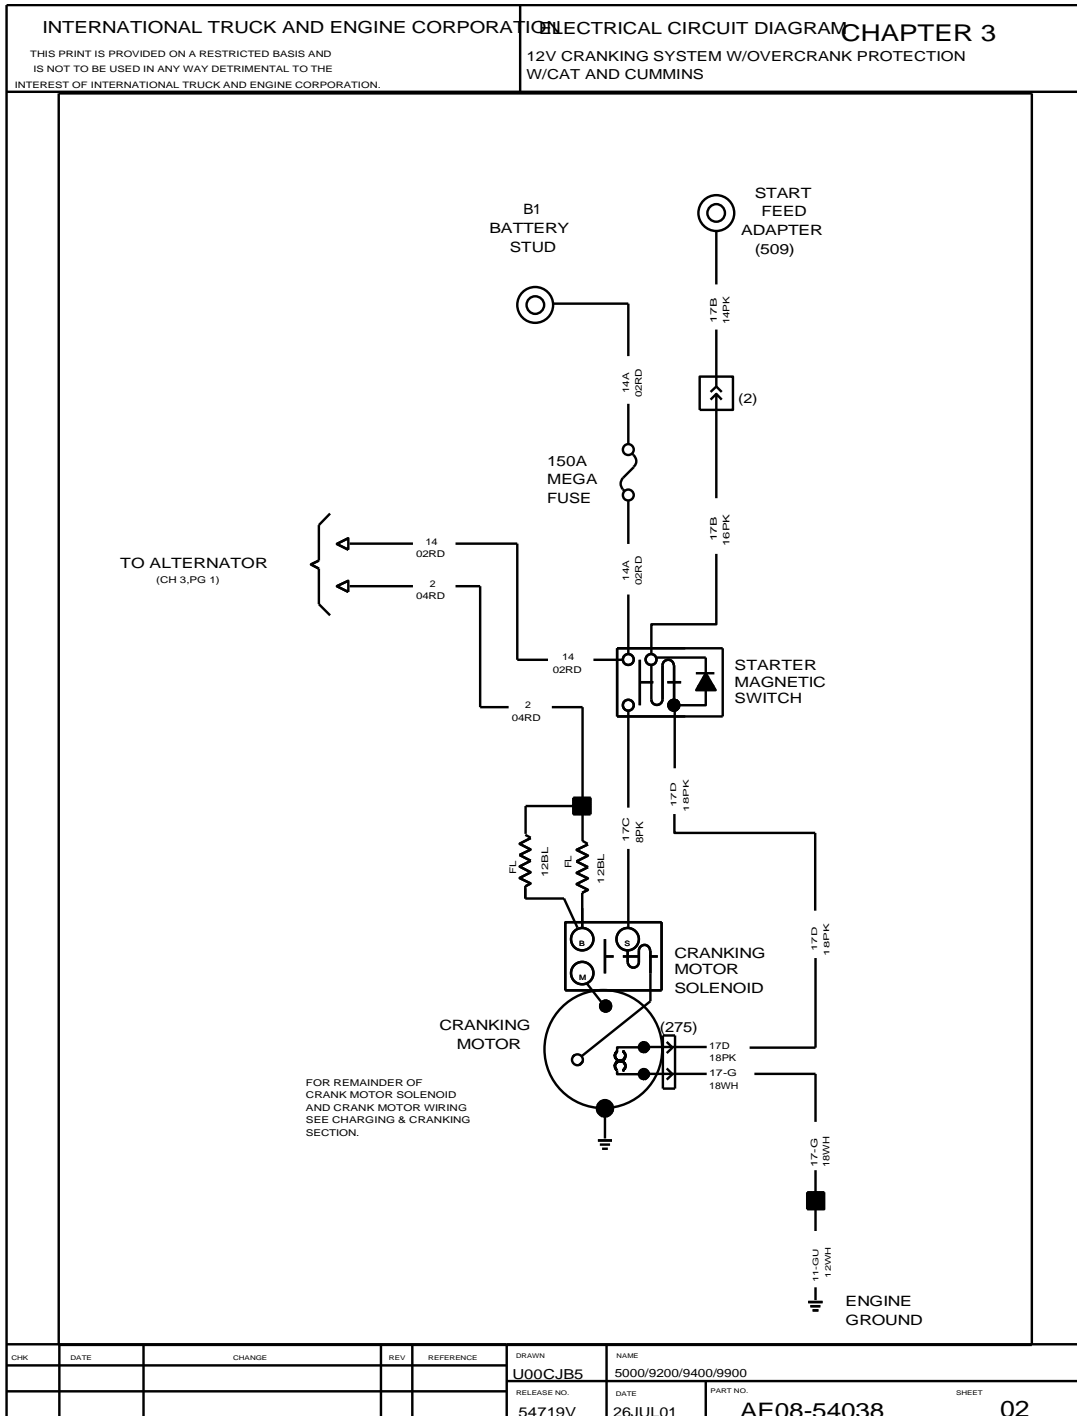 INTERNATIONAL TRUCK AND ENGINE CORPORATION
THIS PRINT IS PROVIDED ON A RESTRICTED BASIS AND
IS NOT TO BE USED IN ANY WAY DETRIMENTAL TO THE
INTEREST OF INTERNATIONAL TRUCK AND ENGINE CORPORATION.
ELECTRICAL CIRCUIT DIAGRAM
CHAPTER 3
12V CRANKING SYSTEM W/OVERCRANK PROTECTION
W/CAT AND CUMMINS
START
FEED
ADAPTER
(509)
B1
BATTERY
STUD
17B
14PK
14A
02RD
(2)
150A
MEGA
FUSE
17B
16PK
14A
02RD
TO ALTERNATOR
(CH 3,PG 1)
14
02RD
2
04RD
14
02RD
2
04RD
STARTER
MAGNETIC
SWITCH
17D
18PK
17C
8PK
FL
12BL
FL
12BL
17D
18PK
B
S
M
CRANKING
MOTOR
SOLENOID
CRANKING
MOTOR
(275)
17D
18PK
17-G
18WH
FOR REMAINDER OF
CRANK MOTOR SOLENOID
AND CRANK MOTOR WIRING
SEE CHARGING & CRANKING
SECTION.
17-G
18WH
11-GU
12WH
ENGINE
GROUND
CHK
DATE
CHANGE
REV
REFERENCE
DRAWN
U00CJB5
NAME
5000/9200/9400/9900
RELEASE NO.
54719V
DATE
26JUL01
PART NO.
AE08-54038
SHEET
02